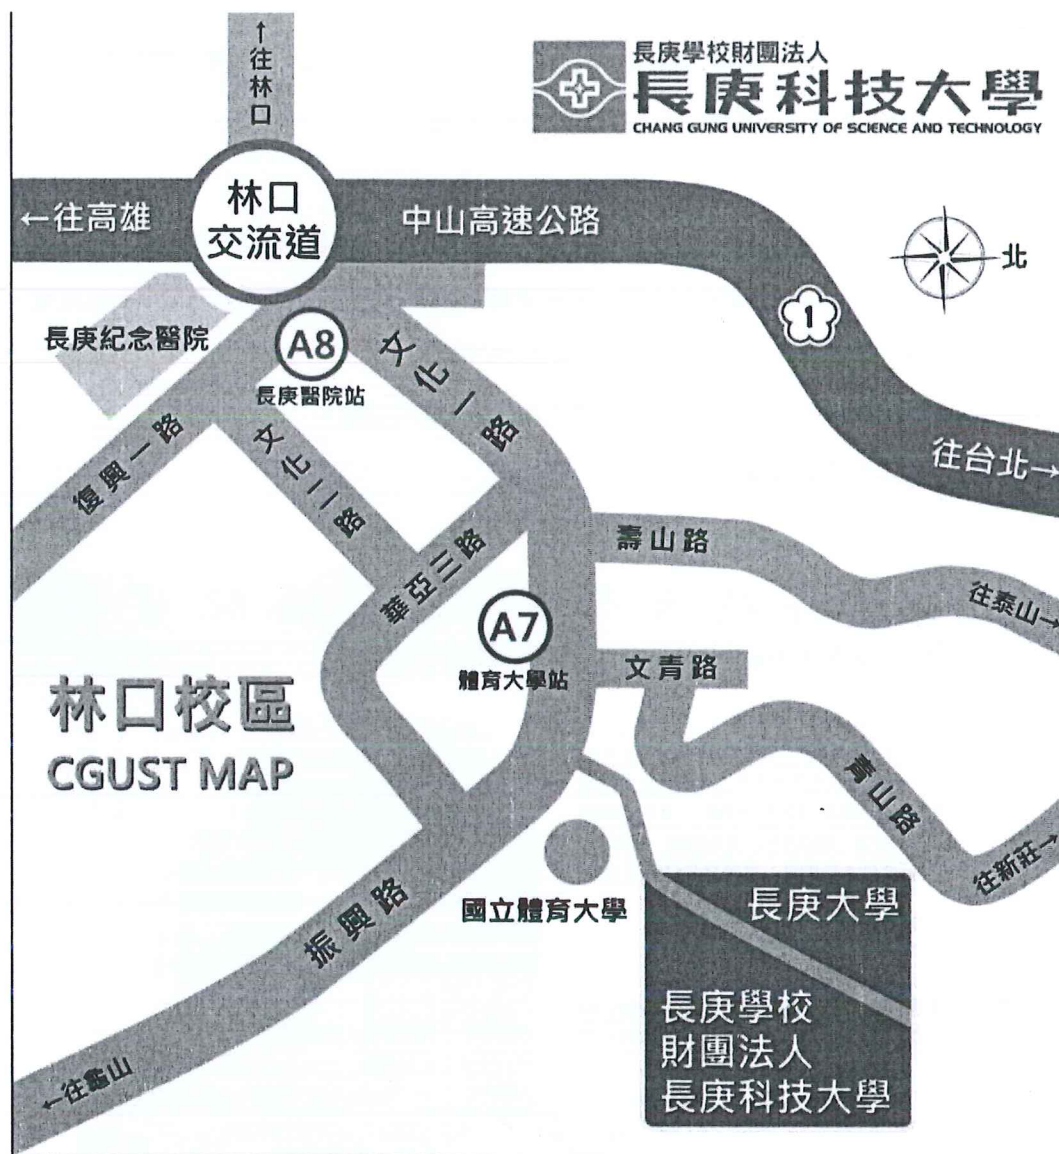 ↑往林口
長庚學校財團法人
長庚科技大學
CHANG GUNG UNIVERSITY OF SCIENCE AND TECHNOLOGY
←往高雄
林口
交流道
中山高速公路
北
1
長庚紀念醫院
A8
長庚醫院站
文化一路
往台北→
復興一路
文化二路
華亞三路
壽山路
往泰山→
A7
體育大學站
文青路
林口校區
CGUST MAP
青山路
往新莊→
國立體育大學
振興路
長庚大學
長庚學校
財團法人
長庚科技大學
←往龜山